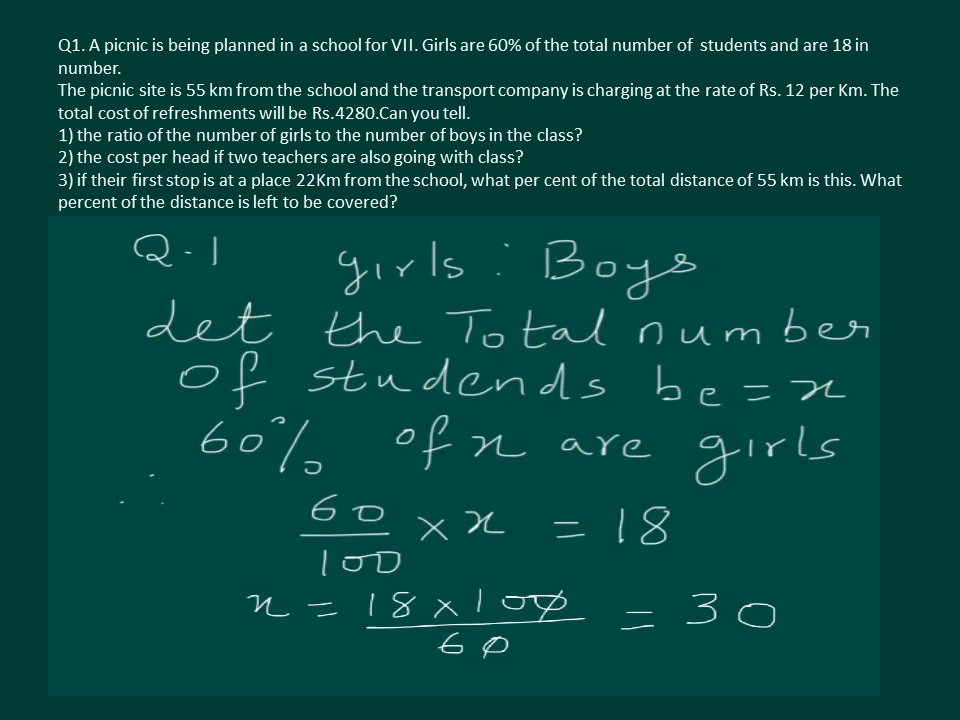 Q1. A picnic is being planned in a school for VII. Girls are 60% of the total number of students and are 18 in
number.
The picnic site is 55 km from the school and the transport company is charging at the rate of Rs. 12 per Km. The
total cost of refreshments will be Rs.4280.Can you tell.
1) the ratio of the number of girls to the number of boys in the class?
2) the cost per head if two teachers are also going with class?
3) if their first stop is at a place 22Km from the school, what per cent of the total distance of 55 km is this. What
percent of the distance is left to be covered?
Q.1 girls : Boys
Let the Total number
of studends be = x
60% of x are girls
∴ 60/100 × x = 18
x = 18 × 100/60 = 30